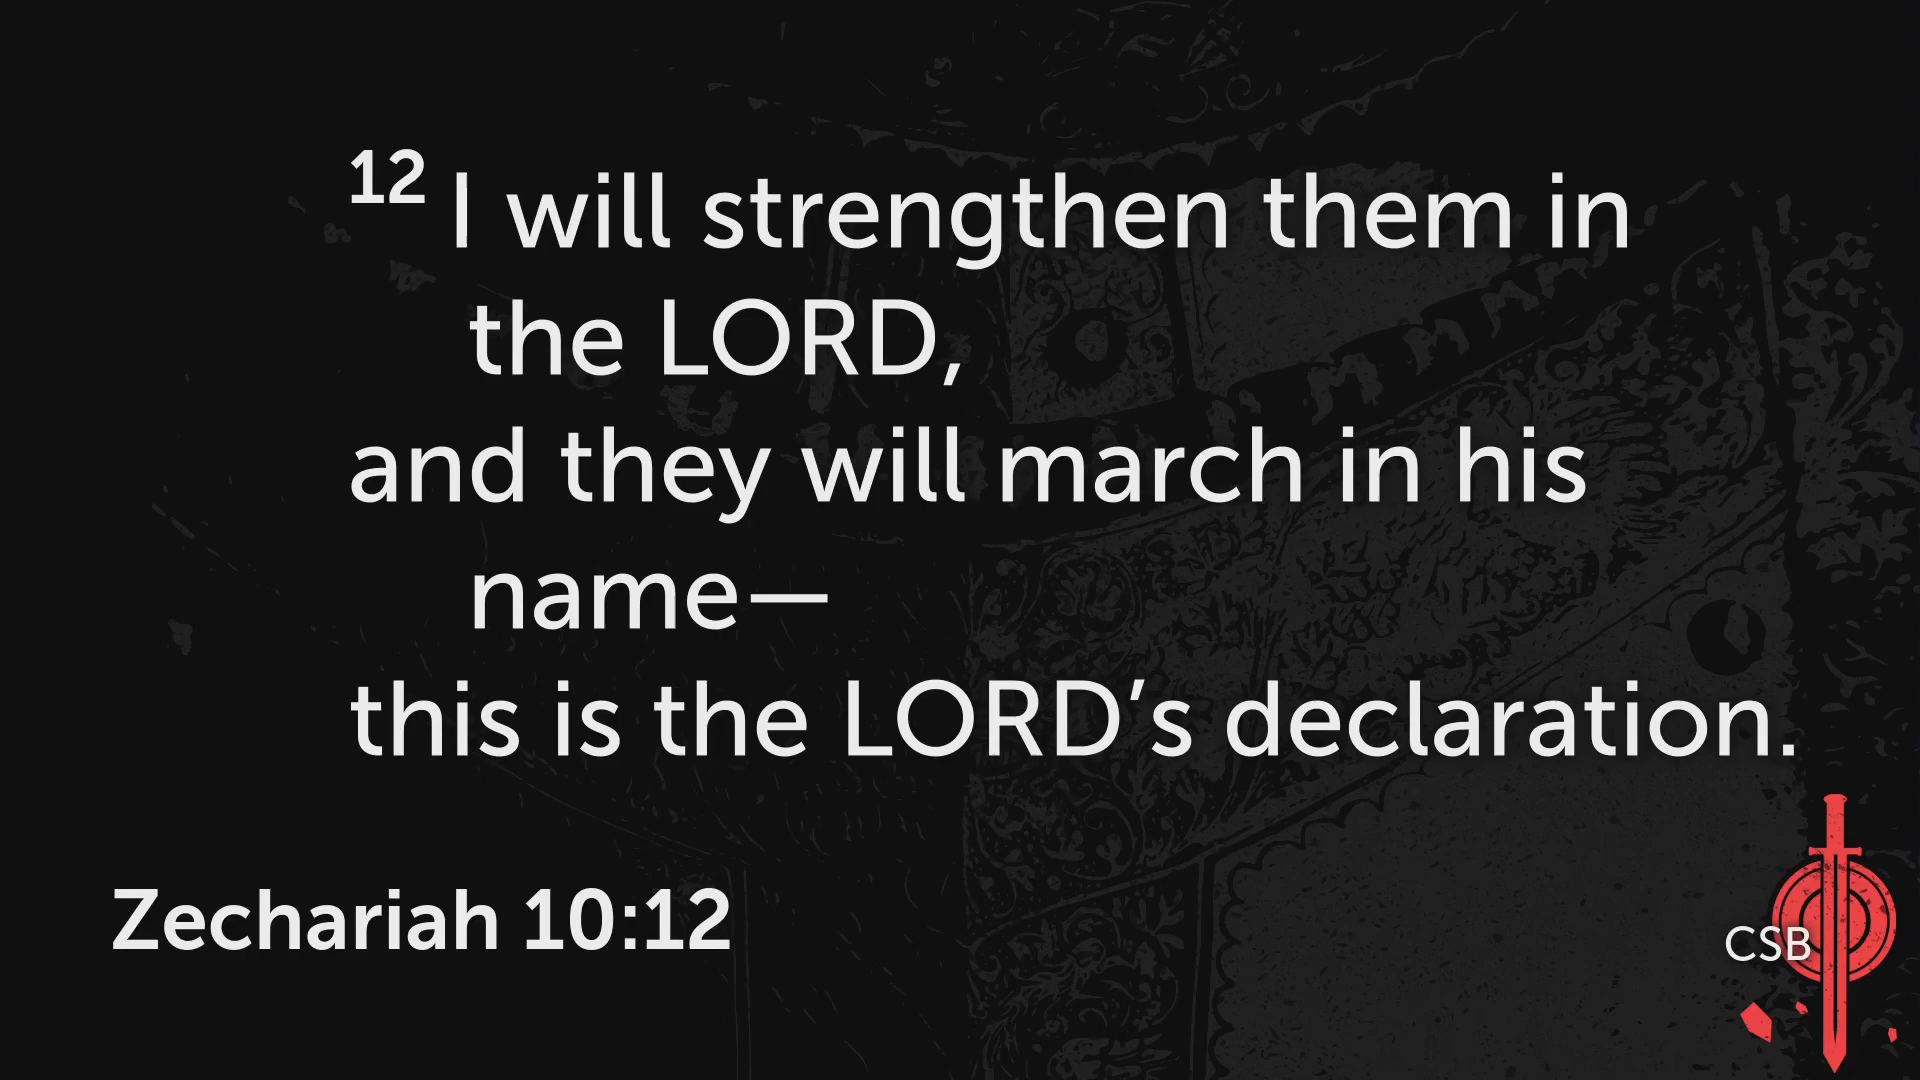 12 I will strengthen them in
the LORD,
and they will march in his
name—
this is the LORD’s declaration.
Zechariah 10:12
CSB